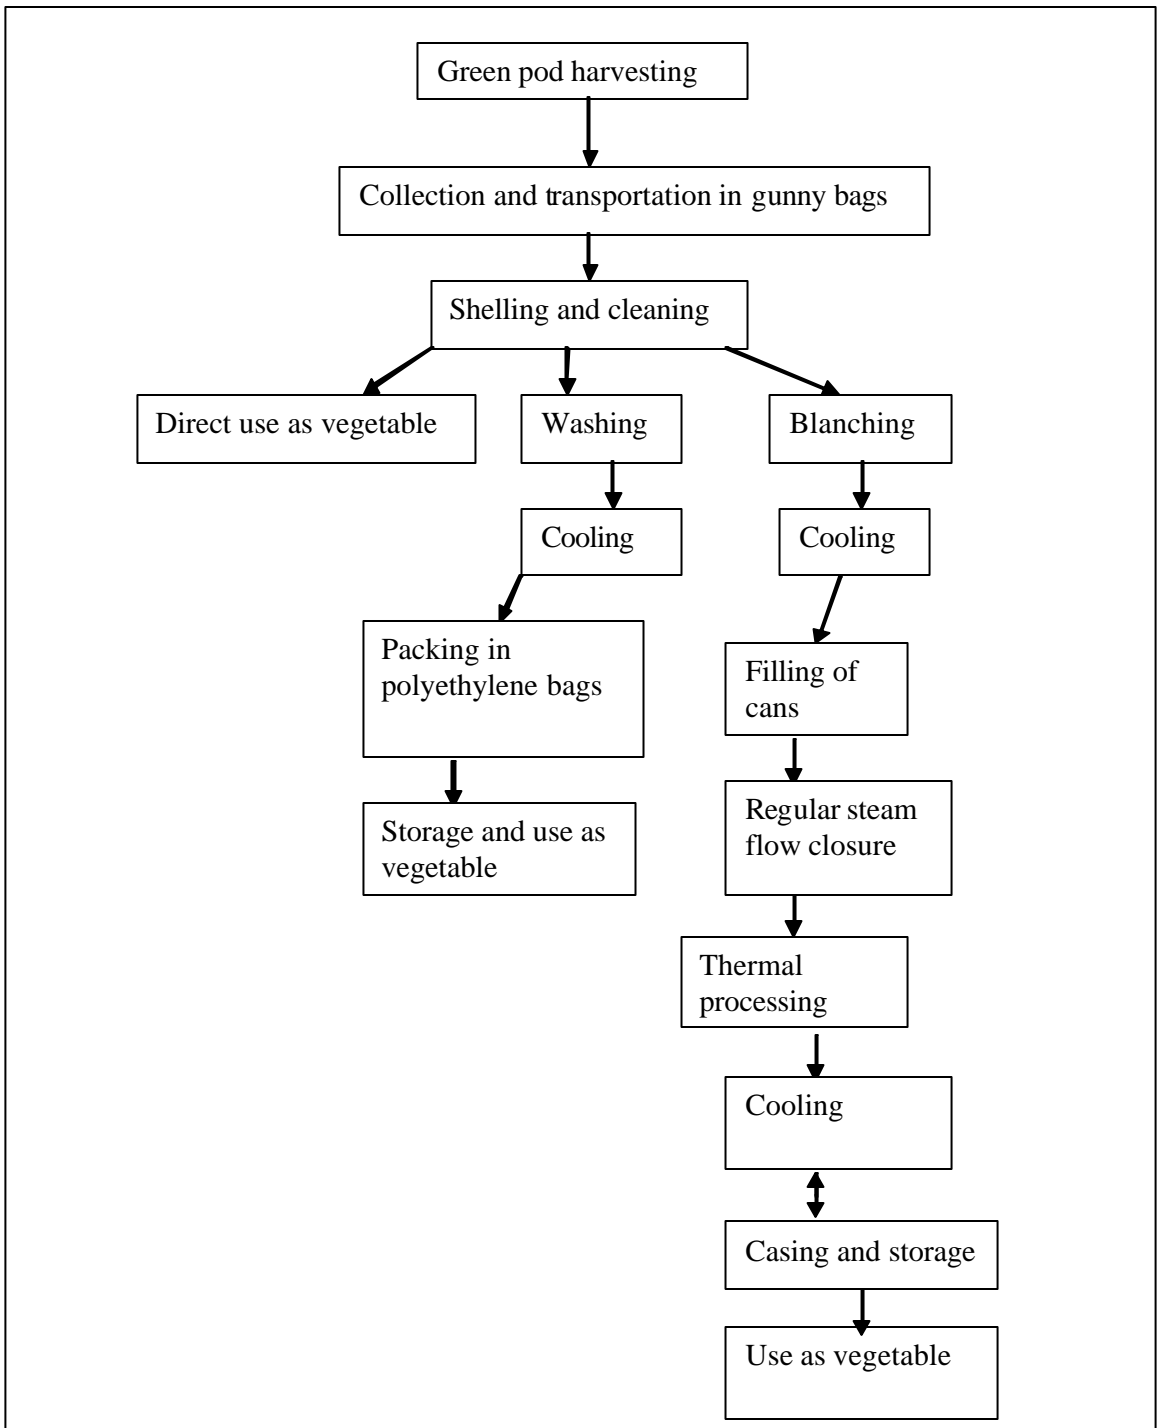 Green pod harvesting
Collection and transportation in gunny bags
Shelling and cleaning
Direct use as vegetable
Washing
Blanching
Cooling
Cooling
Packing in
polyethylene bags
Filling of
cans
Storage and use as
vegetable
Regular steam
flow closure
Thermal
processing
Cooling
Casing and storage
Use as vegetable